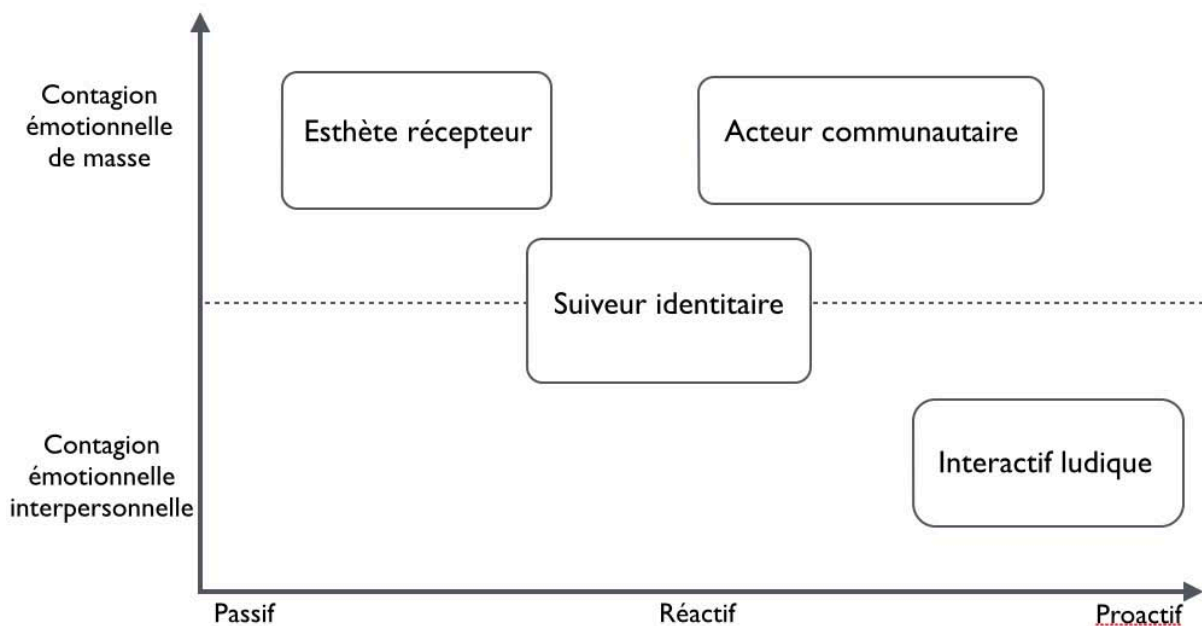 Contagion
émotionnelle
de masse
Esthète récepteur
Acteur communautaire
Suiveur identitaire
Contagion
émotionnelle
interpersonnelle
Interactif ludique
Passif
Réactif
Proactif